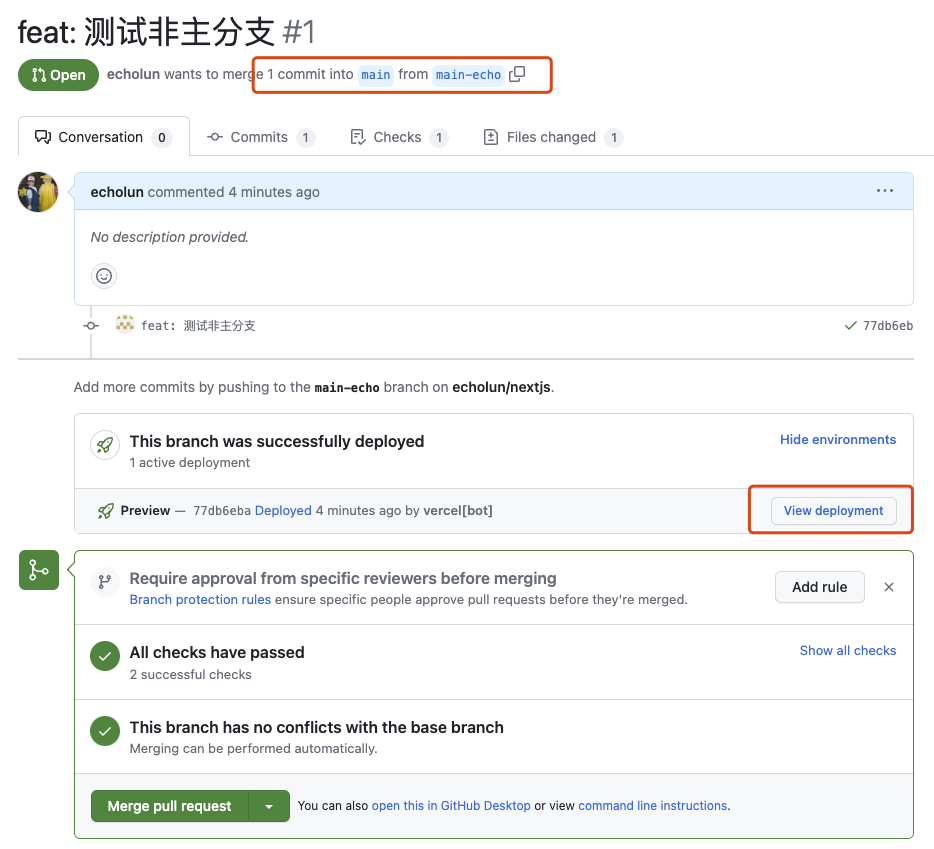 feat: 测试非主分支 #1
Open echolun wants to merge 1 commit into main from main-echo
Conversation 0 Commits 1 Checks 1 Files changed 1
echolun commented 4 minutes ago
No description provided.
feat: 测试非主分支 77db6eb
Add more commits by pushing to the main-echo branch on echolun/nextjs.
This branch was successfully deployed Hide environments
1 active deployment
Preview — 77db6eba Deployed 4 minutes ago by vercel[bot] View deployment
Require approval from specific reviewers before merging
Branch protection rules ensure specific people approve pull requests before they're merged. Add rule
All checks have passed Show all checks
2 successful checks
This branch has no conflicts with the base branch
Merging can be performed automatically.
Merge pull request You can also open this in GitHub Desktop or view command line instructions.